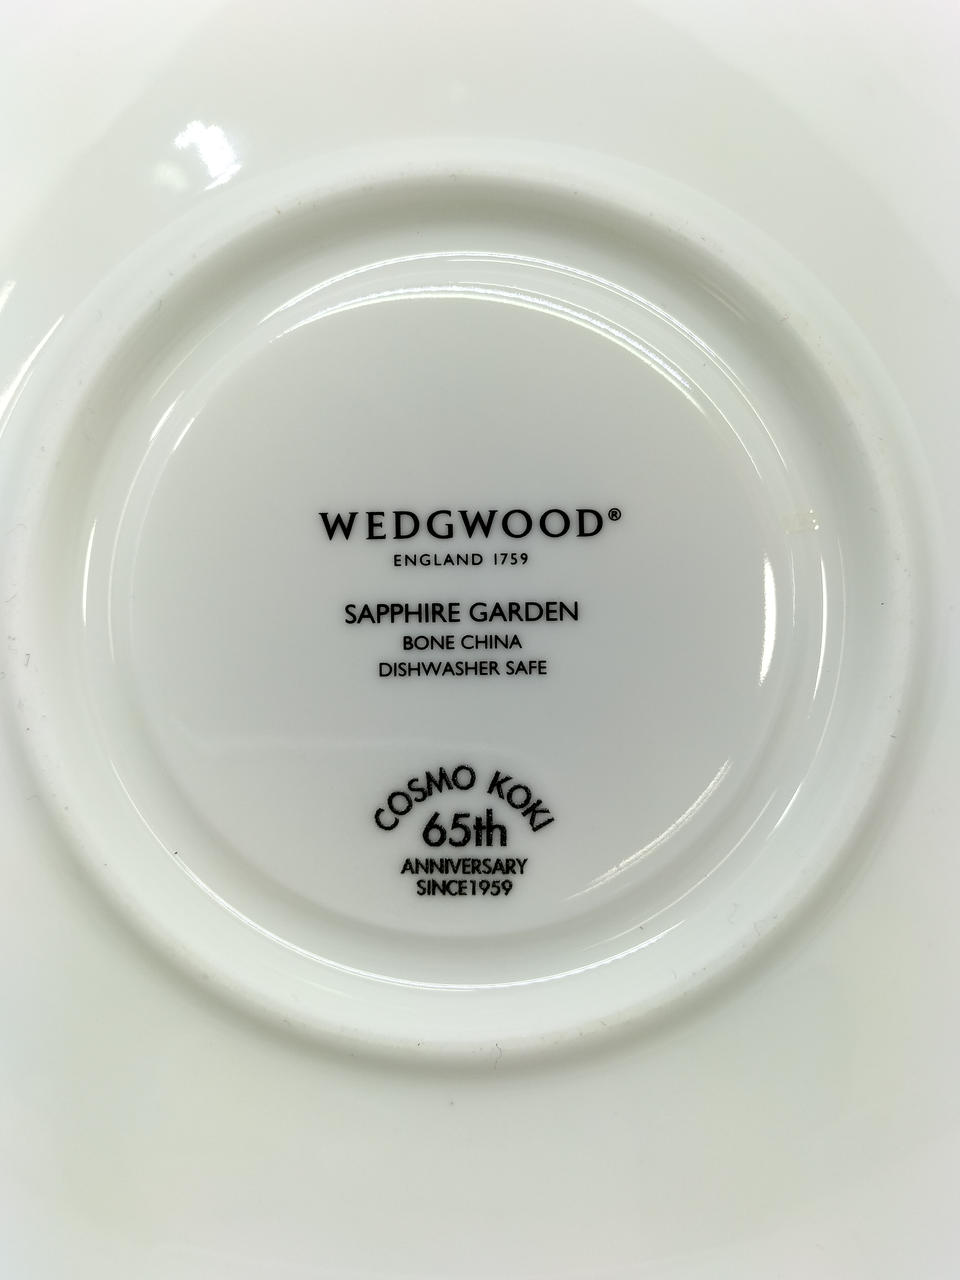 WEDGWOOD®
ENGLAND 1759
SAPPHIRE GARDEN
BONE CHINA
DISHWASHER SAFE
COSMO KOKI
65th
ANNIVERSARY
SINCE1959